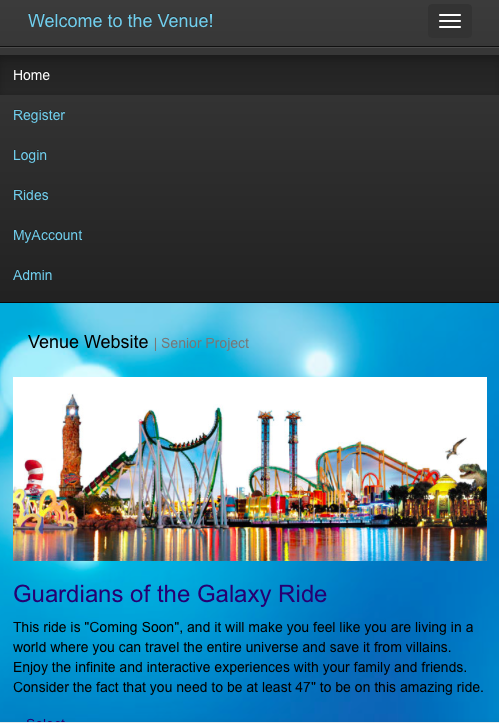 Welcome to the Venue!
Home
Register
Login
Rides
MyAccount
Admin
Venue Website | Senior Project
Guardians of the Galaxy Ride
This ride is "Coming Soon", and it will make you feel like you are living in a
world where you can travel the entire universe and save it from villains.
Enjoy the infinite and interactive experiences with your family and friends.
Consider the fact that you need to be at least 47" to be on this amazing ride.
Select